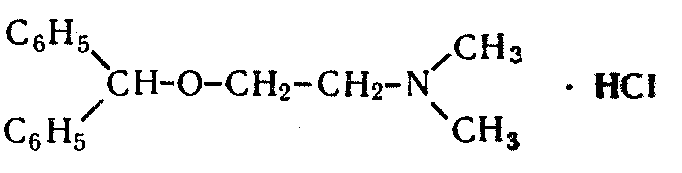 C₆H₅
CH₃
CH-O-CH₂-CH₂-N · HCl
C₆H₅
CH₃